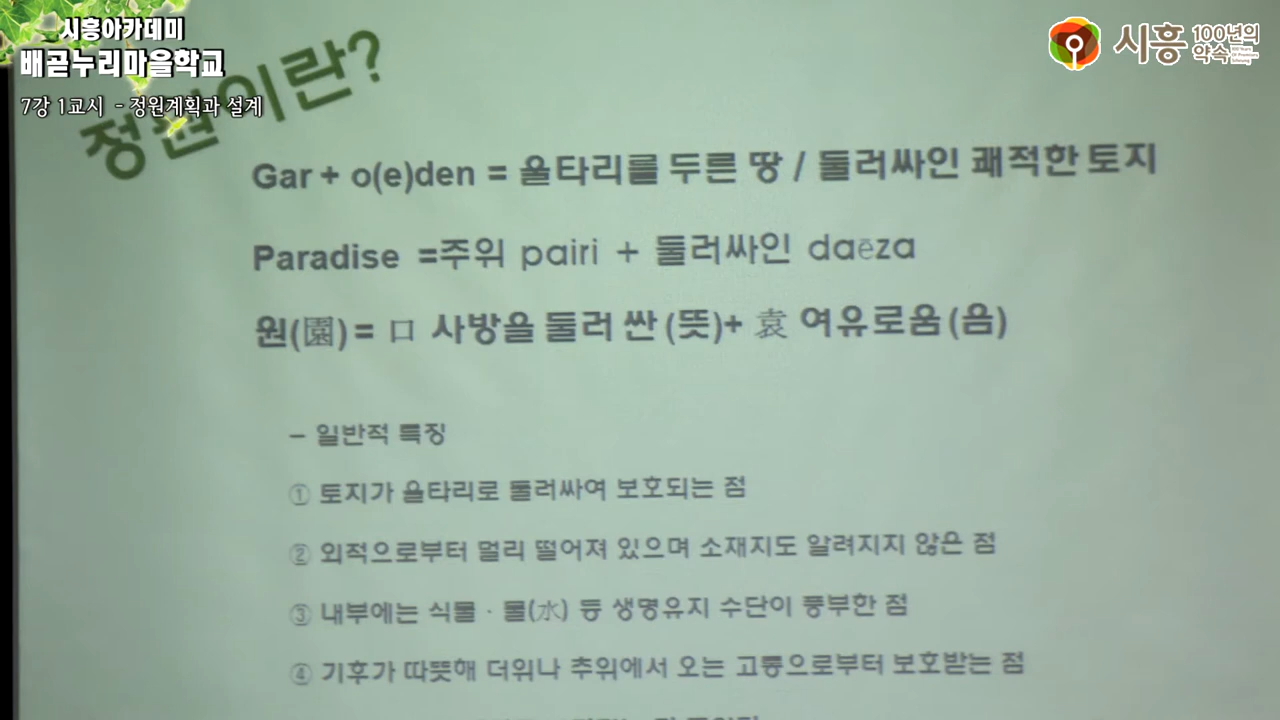 시흥아카데미
배곧누리마을학교
7강 1교시 - 정원계획과 설계
시흥 100년의 약속
정원이란?
Gar + o(e)den = 울타리를 두른 땅 / 둘러싸인 쾌적한 토지
Paradise =주위 pairi + 둘러싸인 daēza
원(園)= 口 사방을 둘러 싼 (뜻)+ 袁 여유로움(음)
- 일반적 특징
① 토지가 울타리로 둘러싸여 보호되는 점
② 외적으로부터 멀리 떨어져 있으며 소재지도 알려지지 않은 점
③ 내부에는 식물 · 물(水) 등 생명유지 수단이 풍부한 점
④ 기후가 따뜻해 더위나 추위에서 오는 고통으로부터 보호받는 점